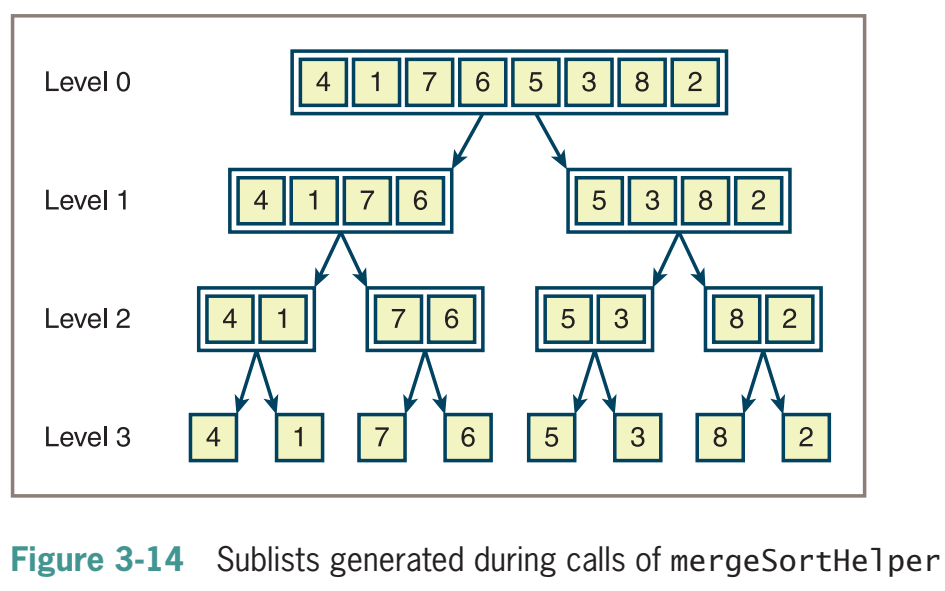 Level 0 4 1 7 6 5 3 8 2
Level 1 4 1 7 6 5 3 8 2
Level 2 4 1 7 6 5 3 8 2
Level 3 4 1 7 6 5 3 8 2
Figure 3-14 Sublists generated during calls of mergeSortHelper